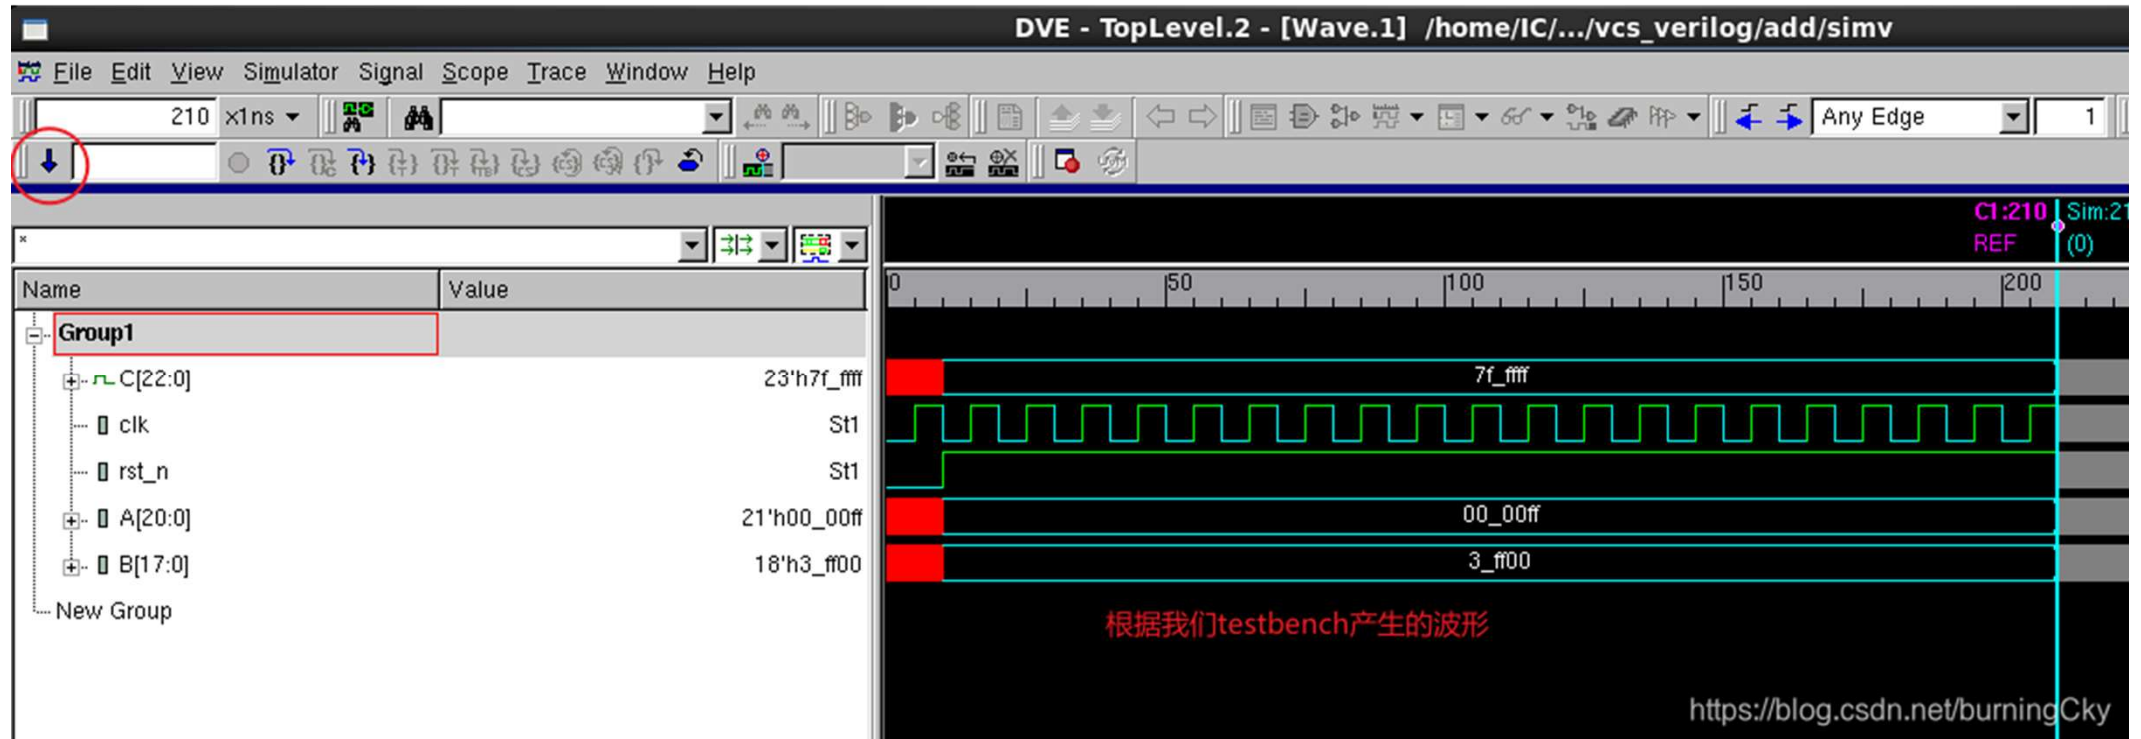 DVE - TopLevel.2 - [Wave.1] /home/IC/.../vcs_verilog/add/simv
File Edit View Simulator Signal Scope Trace Window Help
210 x1ns Any Edge 1
C1:210 Sim:21
REF (0)
*
Name Value 0 50 100 150 200
Group1
C[22:0] 23'h7f_ffff 7f_ffff
clk St1
rst_n St1
A[20:0] 21'h00_00ff 00_00ff
B[17:0] 18'h3_ff00 3_ff00
New Group
根据我们testbench产生的波形
https://blog.csdn.net/burningCky